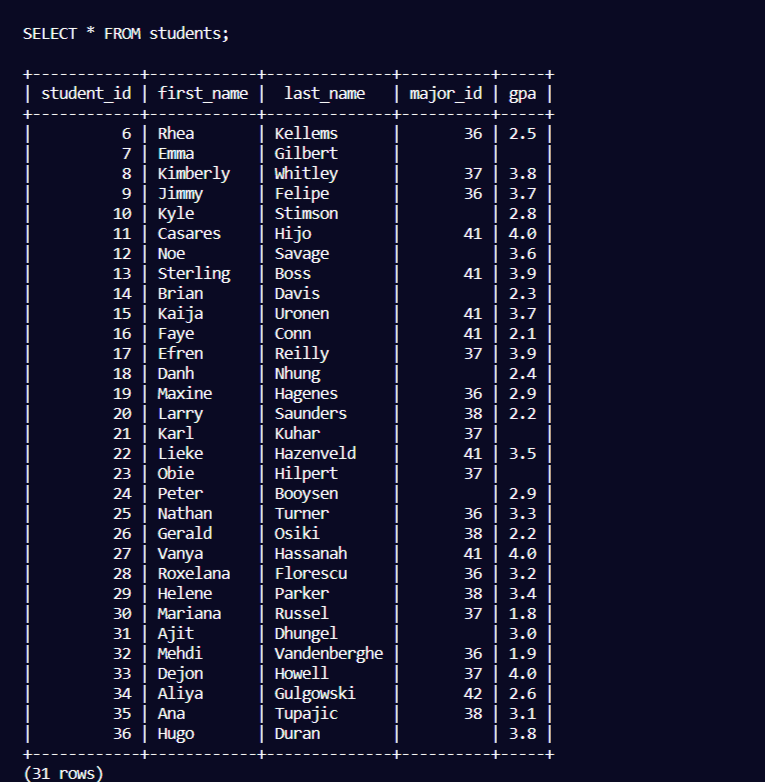 SELECT * FROM students;
+------------+------------+--------------+----------+-----+
| student_id | first_name |  last_name   | major_id | gpa |
+------------+------------+--------------+----------+-----+
|          6 | Rhea       | Kellems      |       36 | 2.5 |
|          7 | Emma       | Gilbert      |          |     |
|          8 | Kimberly   | Whitley      |       37 | 3.8 |
|          9 | Jimmy      | Felipe       |       36 | 3.7 |
|         10 | Kyle       | Stimson      |          | 2.8 |
|         11 | Casares    | Hijo         |       41 | 4.0 |
|         12 | Noe        | Savage       |          | 3.6 |
|         13 | Sterling   | Boss         |       41 | 3.9 |
|         14 | Brian      | Davis        |          | 2.3 |
|         15 | Kaija      | Uronen       |       41 | 3.7 |
|         16 | Faye       | Conn         |       41 | 2.1 |
|         17 | Efren      | Reilly       |       37 | 3.9 |
|         18 | Danh       | Nhung        |          | 2.4 |
|         19 | Maxine     | Hagenes      |       36 | 2.9 |
|         20 | Larry      | Saunders     |       38 | 2.2 |
|         21 | Karl       | Kuhar        |       37 |     |
|         22 | Lieke      | Hazenveld    |       41 | 3.5 |
|         23 | Obie       | Hilpert      |       37 |     |
|         24 | Peter      | Booysen      |          | 2.9 |
|         25 | Nathan     | Turner       |       36 | 3.3 |
|         26 | Gerald     | Osiki        |       38 | 2.2 |
|         27 | Vanya      | Hassanah     |       41 | 4.0 |
|         28 | Roxelana   | Florescu     |       36 | 3.2 |
|         29 | Helene     | Parker       |       38 | 3.4 |
|         30 | Mariana    | Russel       |       37 | 1.8 |
|         31 | Ajit       | Dhungel      |          | 3.0 |
|         32 | Mehdi      | Vandenberghe |       36 | 1.9 |
|         33 | Dejon      | Howell       |       37 | 4.0 |
|         34 | Aliya      | Gulgowski    |       42 | 2.6 |
|         35 | Ana        | Tupajic      |       38 | 3.1 |
|         36 | Hugo       | Duran        |          | 3.8 |
+------------+------------+--------------+----------+-----+
(31 rows)